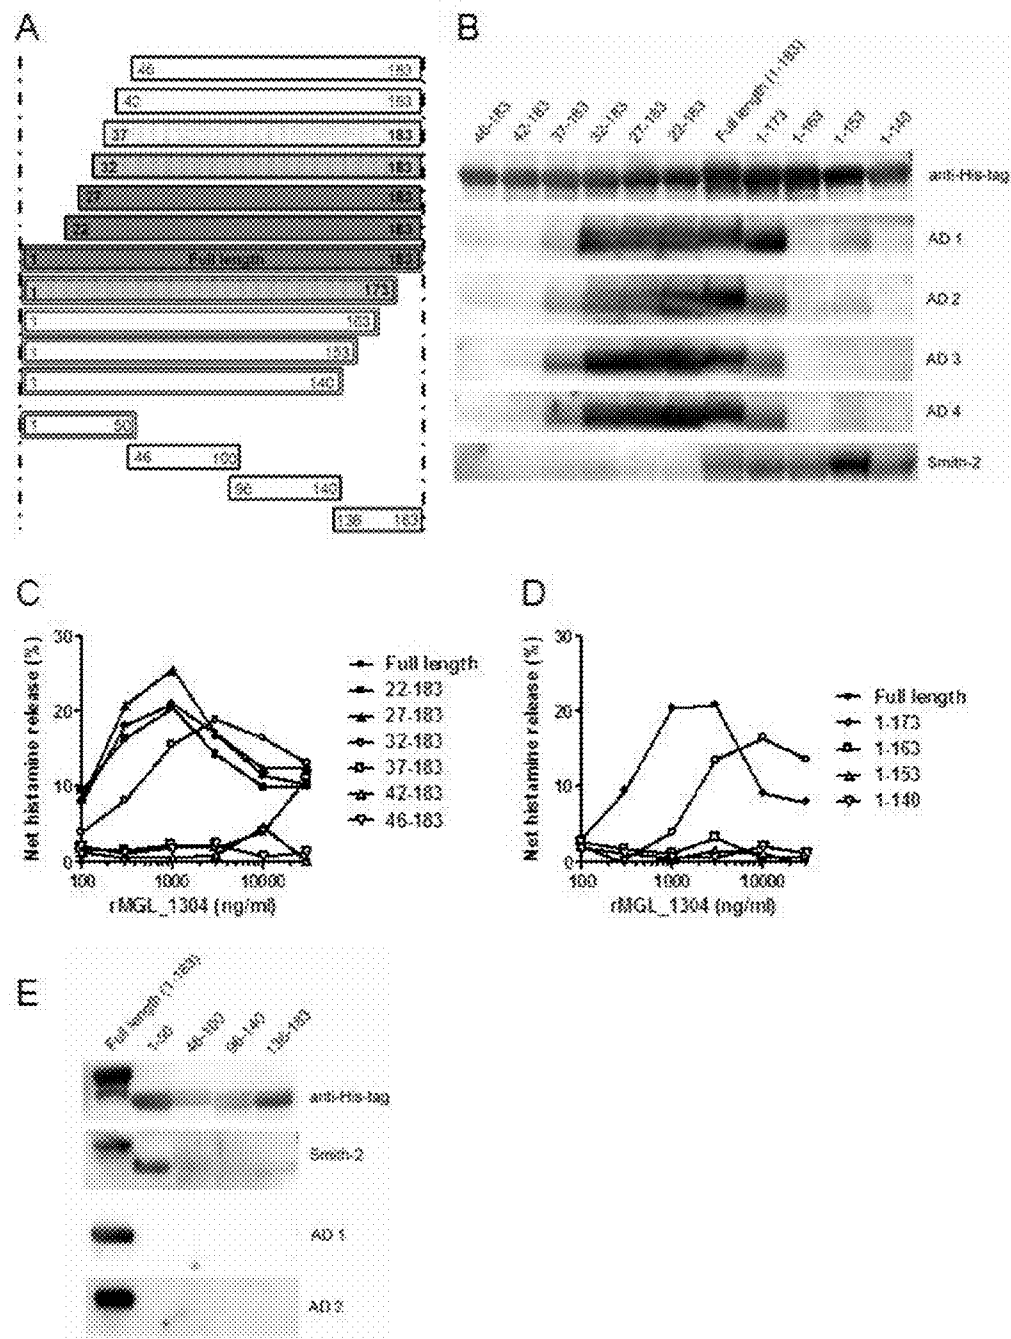 A
46 183
42 183
37 183
32 183
27 183
22 183
1 Full length 183
1 173
1 163
1 153
1 140
1 50
46 100
96 140
136 183
B
46-183 42-183 37-183 32-183 27-183 22-183 Full length (1-183) 1-173 1-163 1-153 1-140
anti-His-tag
AD 1
AD 2
AD 3
AD 4
Smith-2
C
Net histamine release (%)
30
20
10
0
100 1000 10000
rMGL_1304 (ng/ml)
Full length
22-183
27-183
32-183
37-183
42-183
46-183
D
Net histamine release (%)
30
20
10
0
100 1000 10000
rMGL_1304 (ng/ml)
Full length
1-173
1-163
1-153
1-140
E
Full length (1-183) 1-50 46-100 96-140 136-183
anti-His-tag
Smith-2
AD 1
AD 2